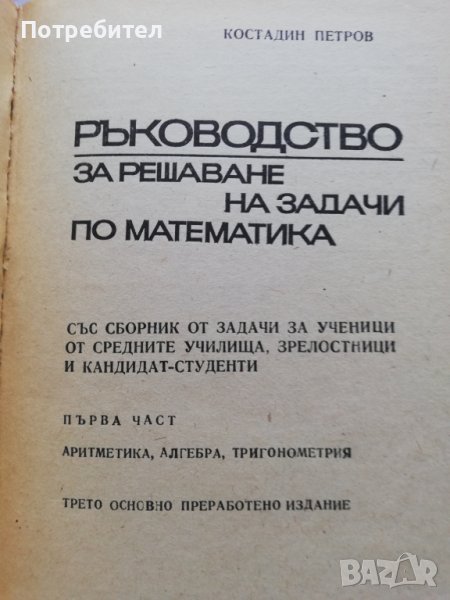 Потребител
КОСТАДИН ПЕТРОВ
РЪКОВОДСТВО
ЗА РЕШАВАНЕ
НА ЗАДАЧИ
ПО МАТЕМАТИКА
СЪС СБОРНИК ОТ ЗАДАЧИ ЗА УЧЕНИЦИ
ОТ СРЕДНИТЕ УЧИЛИЩА, ЗРЕЛОСТНИЦИ
И КАНДИДАТ-СТУДЕНТИ
ПЪРВА ЧАСТ
АРИТМЕТИКА, АЛГЕБРА, ТРИГОНОМЕТРИЯ
ТРЕТО ОСНОВНО ПРЕРАБОТЕНО ИЗДАНИЕ
BAZAR